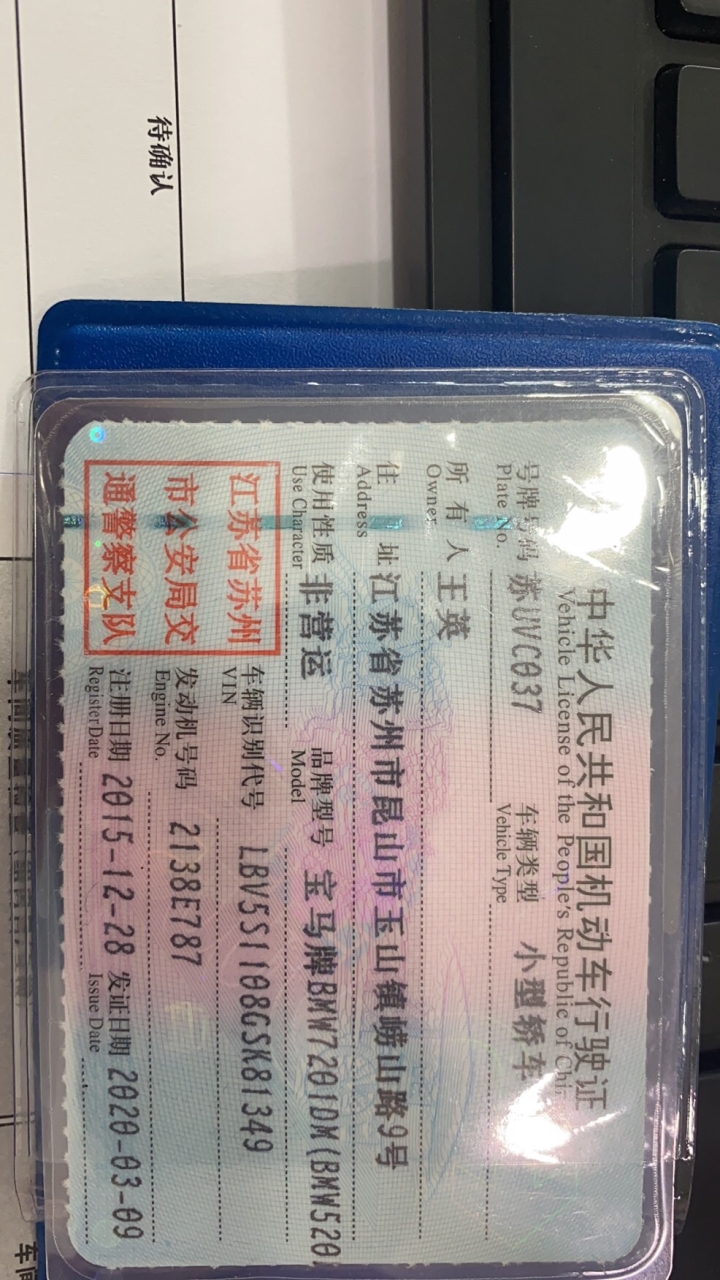 待确认
中华人民共和国机动车行驶证
Vehicle License of the People's Republic of Chi
号牌号码 苏UVC037 车辆类型 小型轿车
Plate No. Vehicle Type
所有人 王英
Owner
住址 江苏省苏州市昆山市玉山镇崂山路9号
Address
使用性质 非营运 品牌型号 宝马牌BMW7201DM(BMW520
Use Character Model
江苏省苏州
市公安局交
通警察支队
车辆识别代号 LBV5S1108GSK81349
VIN
发动机号码 2138E787
Engine No.
注册日期 2015-12-28 发证日期 2020-03-09
RegisterDate Issue Date
车间